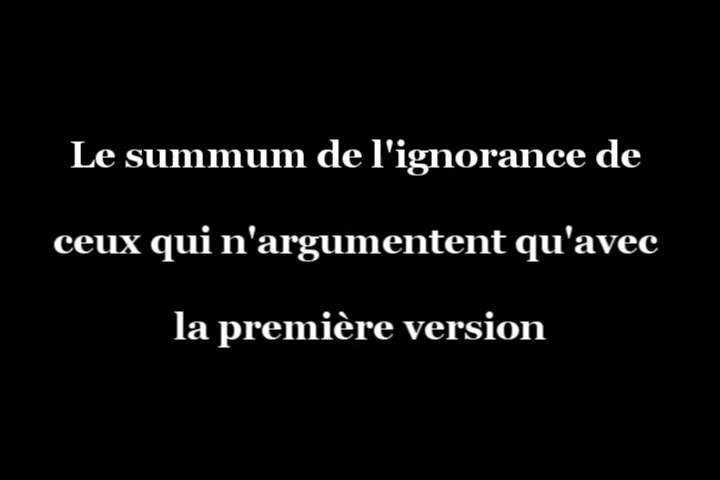 Le summum de l'ignorance de
ceux qui n'argumentent qu'avec
la première version